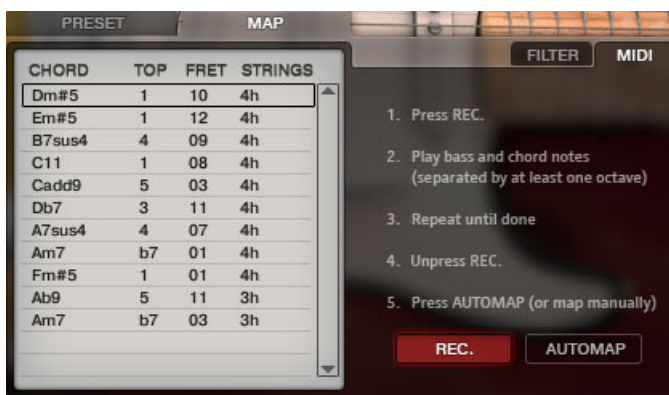 PRESET MAP
FILTER MIDI
CHORD TOP FRET STRINGS
Dm#5 1 10 4h
Em#5 1 12 4h
B7sus4 4 09 4h
C11 1 08 4h
Cadd9 5 03 4h
Db7 3 11 4h
A7sus4 4 07 4h
Am7 b7 01 4h
Fm#5 1 01 4h
Ab9 5 11 3h
Am7 b7 03 3h
1. Press REC.
2. Play bass and chord notes
(separated by at least one octave)
3. Repeat until done
4. Unpress REC.
5. Press AUTOMAP (or map manually)
REC. AUTOMAP